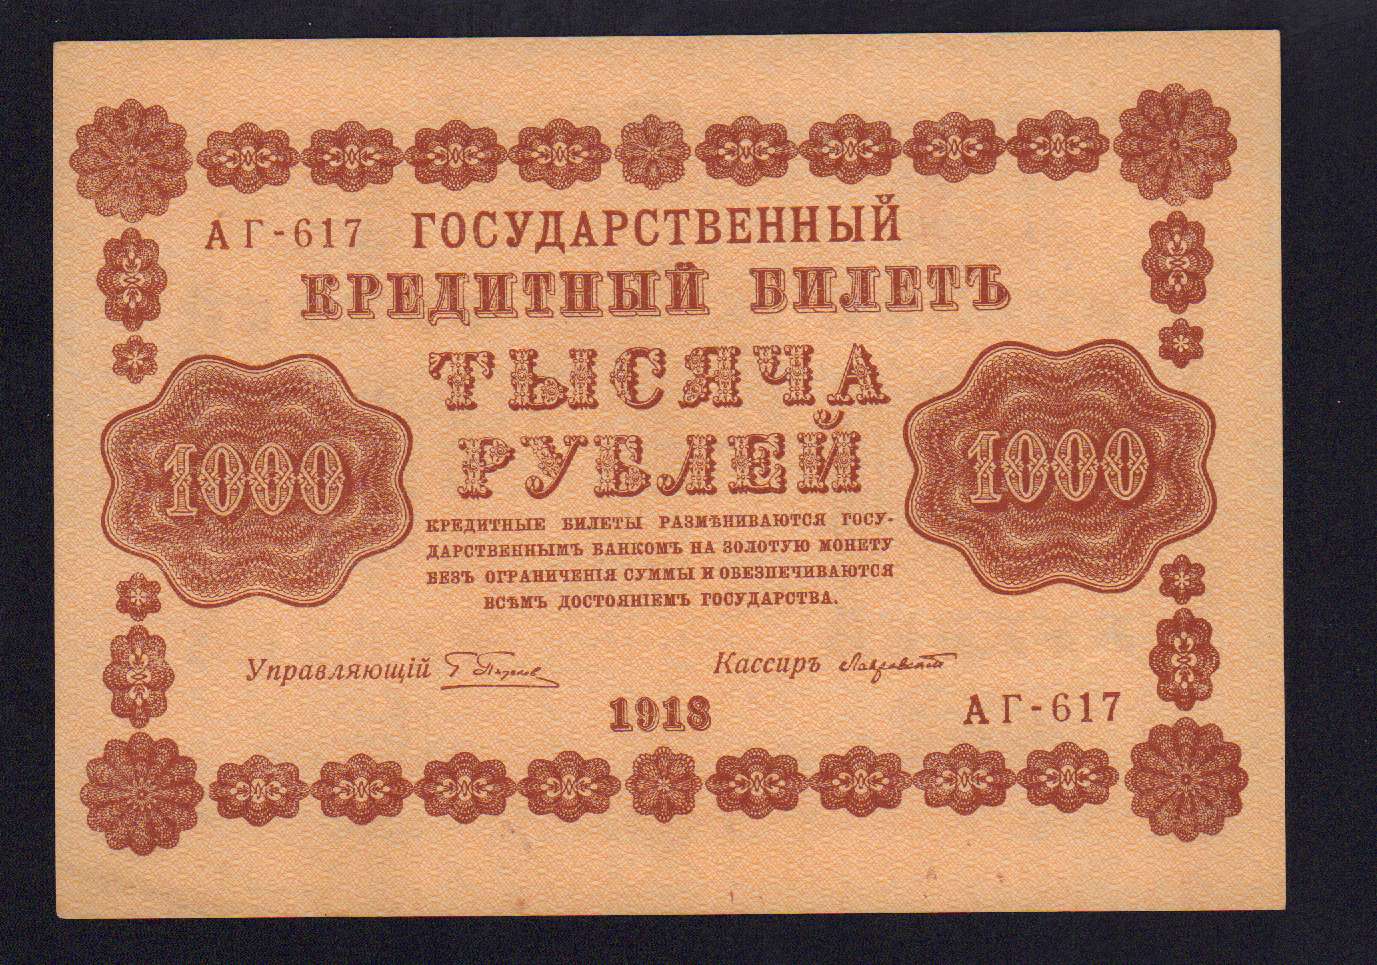 АГ-617 ГОСУДАРСТВЕННЫЙ
КРЕДИТНЫЙ БИЛЕТЪ
ТЫСЯЧА
РУБЛЕЙ
1000 1000
КРЕДИТНЫЕ БИЛЕТЫ РАЗМѢНИВАЮТСЯ ГОСУ-
ДАРСТВЕННЫМЪ БАНКОМЪ НА ЗОЛОТУЮ МОНЕТУ
БЕЗЪ ОГРАНИЧЕНІЯ СУММЫ И ОБЕЗПЕЧИВАЮТСЯ
ВСѢМЪ ДОСТОЯНІЕМЪ ГОСУДАРСТВА.
Управляющій Кассиръ
1918 АГ-617